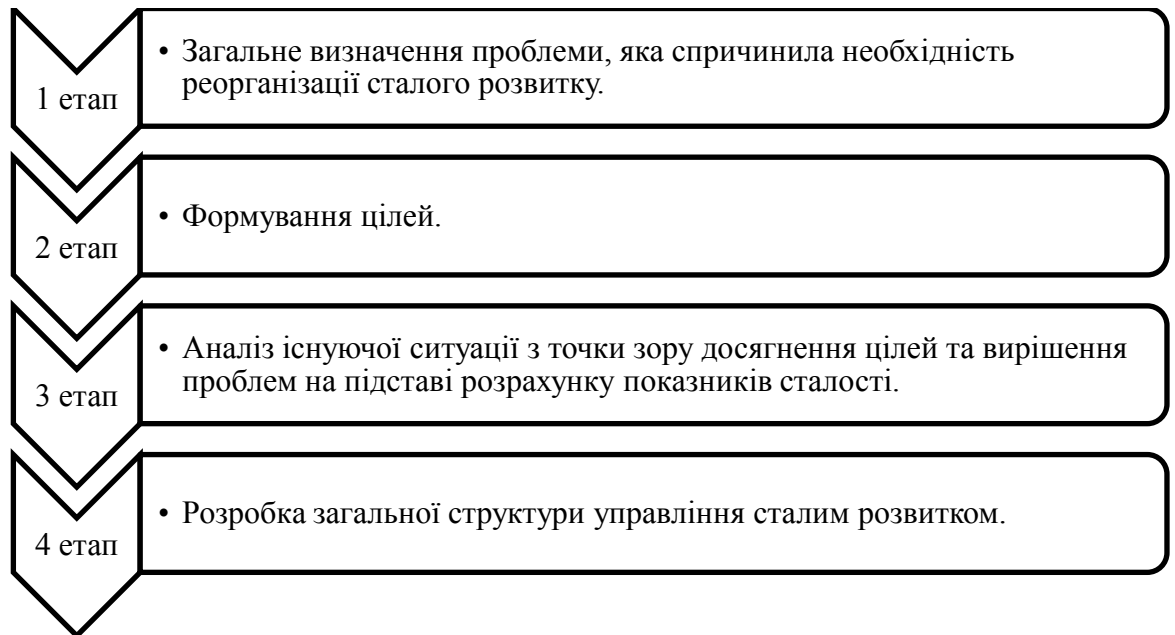 1 етап
• Загальне визначення проблеми, яка спричинила необхідність
реорганізації сталого розвитку.
2 етап
• Формування цілей.
3 етап
• Аналіз існуючої ситуації з точки зору досягнення цілей та вирішення
проблем на підставі розрахунку показників сталості.
4 етап
• Розробка загальної структури управління сталим розвитком.